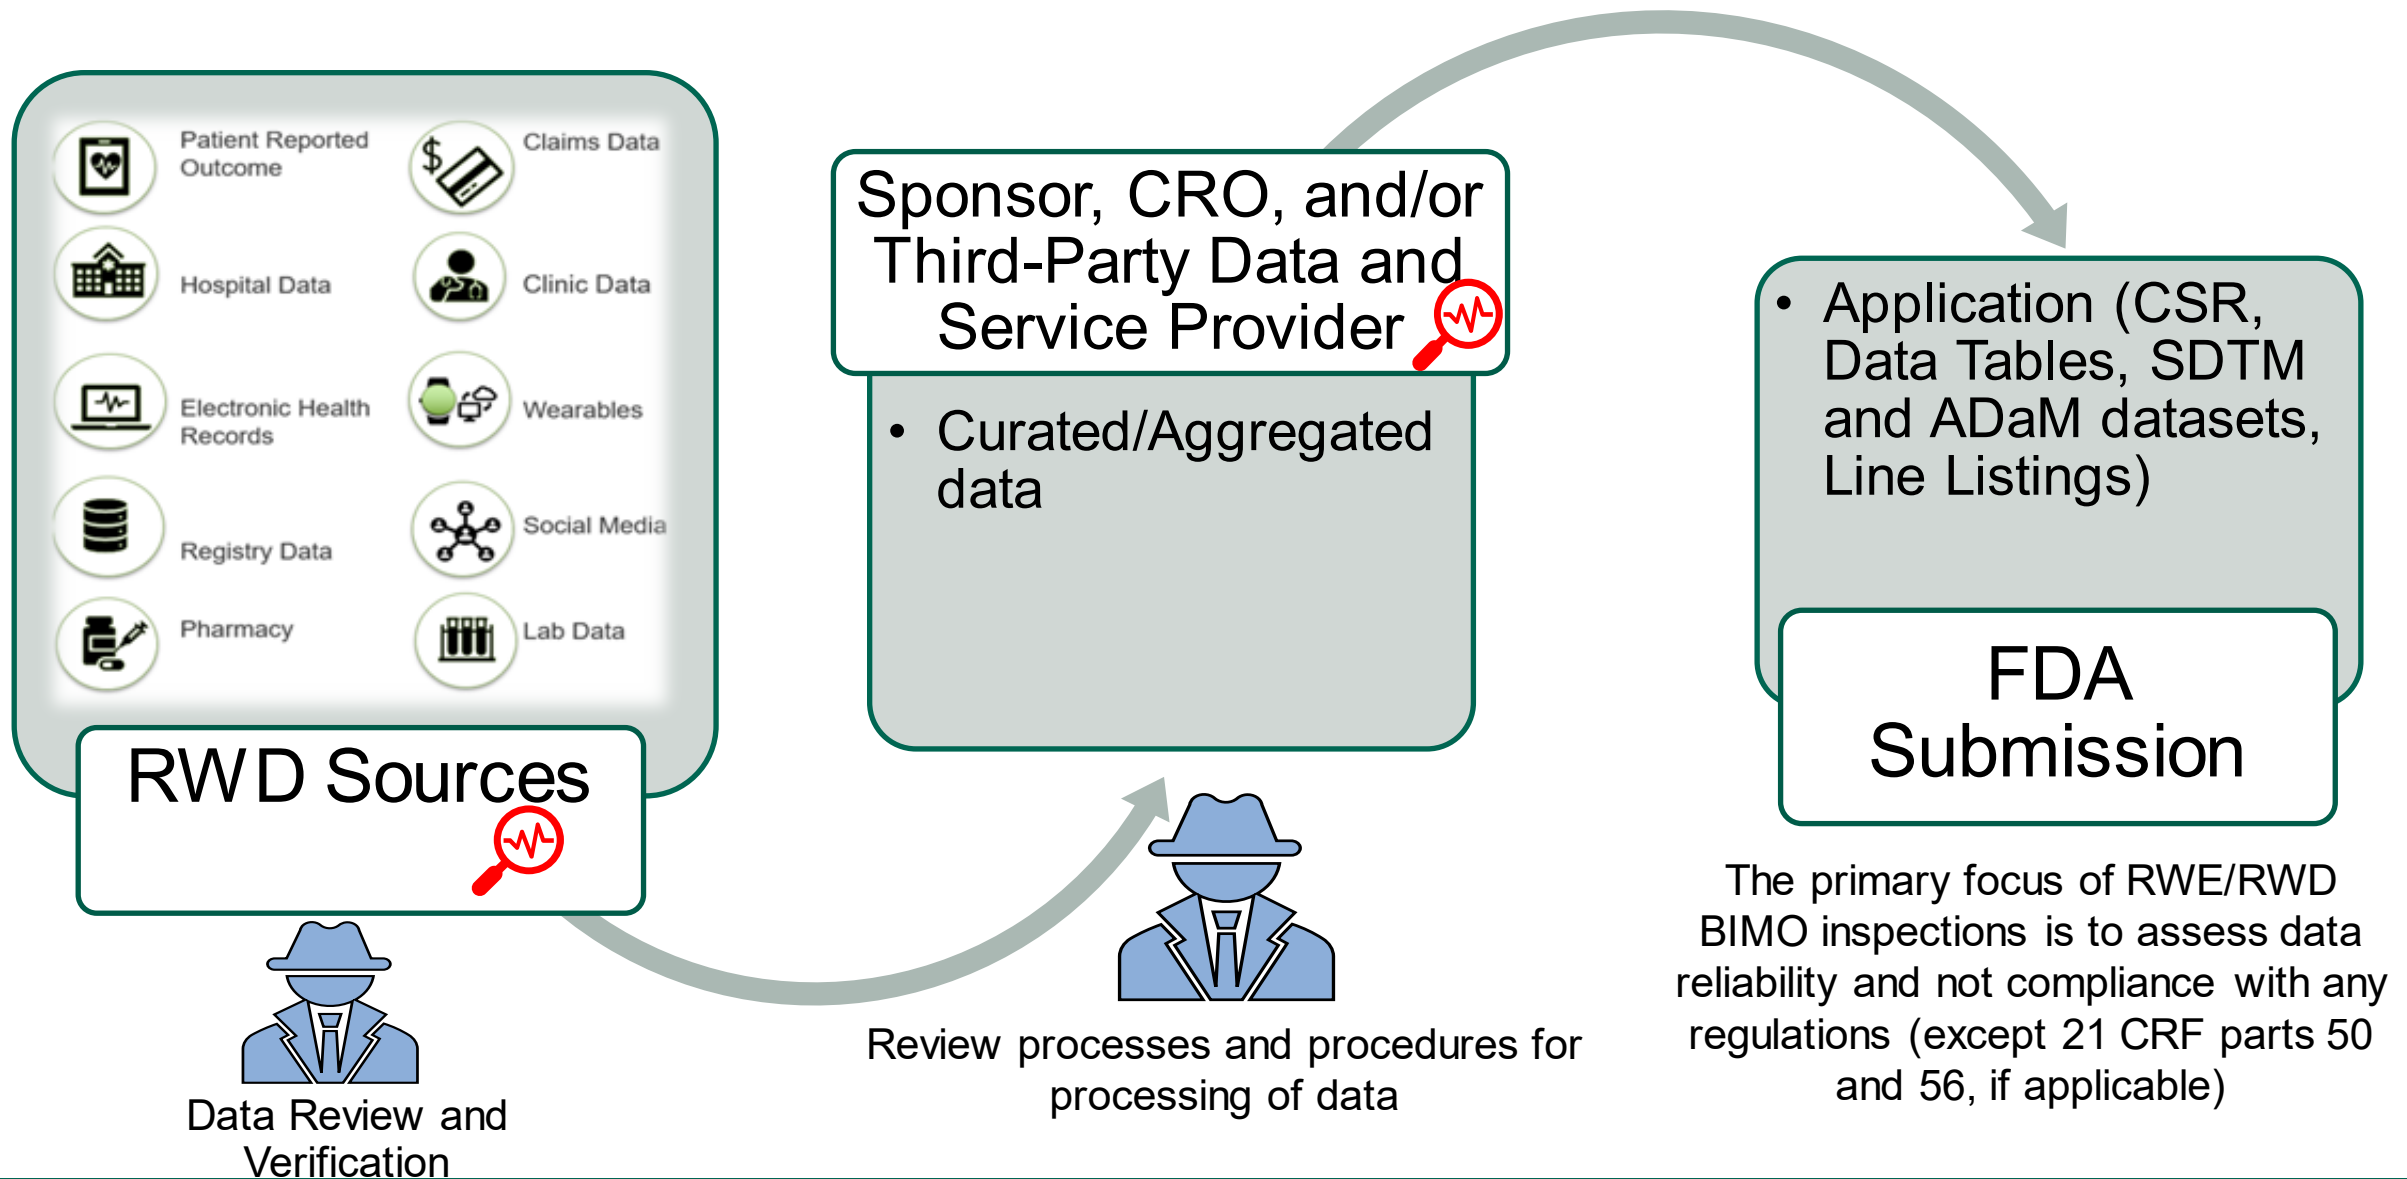 Patient Reported
Outcome
Claims Data
Hospital Data
Clinic Data
Electronic Health
Records
Wearables
Registry Data
Social Media
Pharmacy
Lab Data
RWD Sources
Data Review and
Verification
Sponsor, CRO, and/or
Third-Party Data and
Service Provider
• Curated/Aggregated
data
Review processes and procedures for
processing of data
• Application (CSR,
Data Tables, SDTM
and ADaM datasets,
Line Listings)
FDA
Submission
The primary focus of RWE/RWD
BIMO inspections is to assess data
reliability and not compliance with any
regulations (except 21 CRF parts 50
and 56, if applicable)